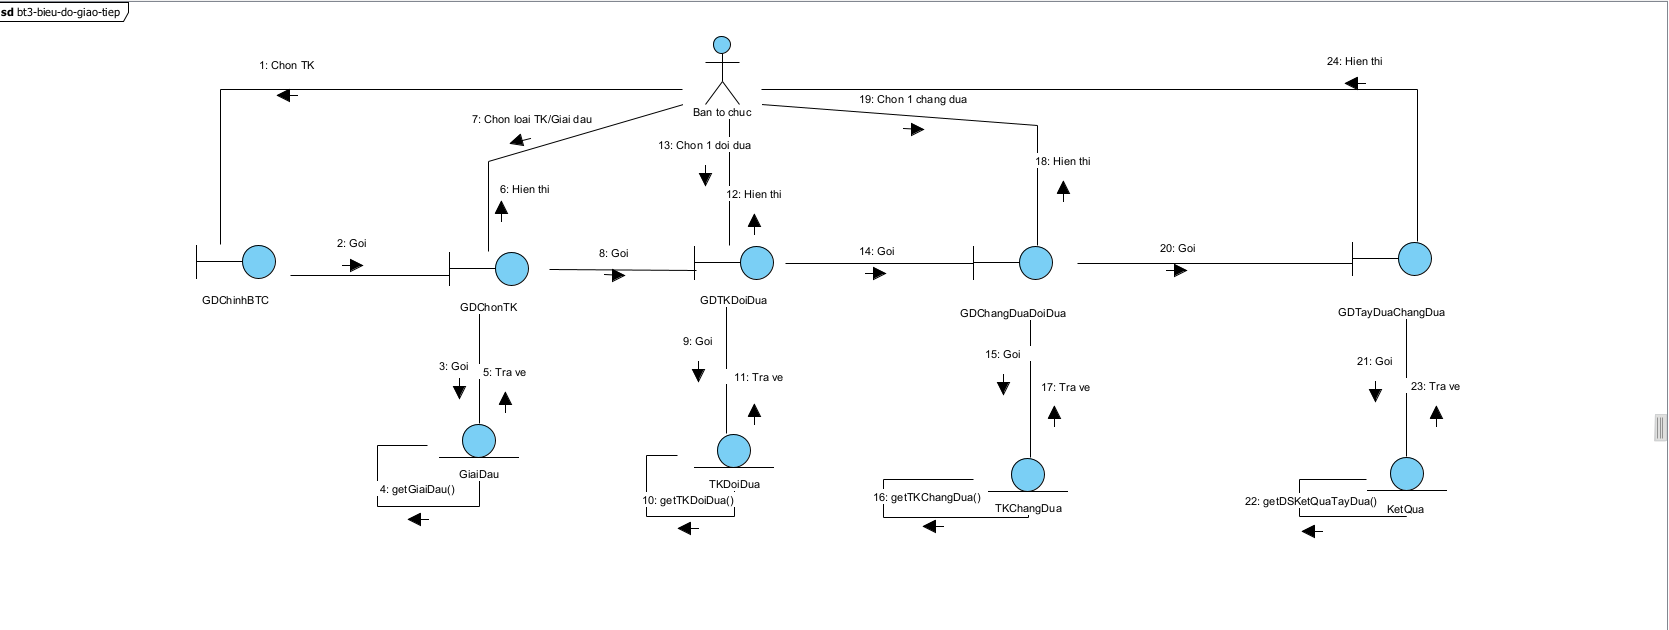 sd bt3-bieu-do-giao-tiep
1: Chon TK
24: Hien thi
19: Chon 1 chang dua
Ban to chuc
7: Chon loai TK/Giai dau
13: Chon 1 doi dua
18: Hien thi
6: Hien thi
12: Hien thi
2: Goi
8: Goi
14: Goi
20: Goi
GDChinhBTC
GDChonTK
GDTKDoiDua
GDChangDuaDoiDua
GDTayDuaChangDua
9: Goi
15: Goi
21: Goi
3: Goi
5: Tra ve
11: Tra ve
17: Tra ve
23: Tra ve
GiaiDau
TKDoiDua
4: getGiaiDau()
10: getTKDoiDua()
16: getTKChangDua()
TKChangDua
22: getDSKetQuaTayDua()
KetQua